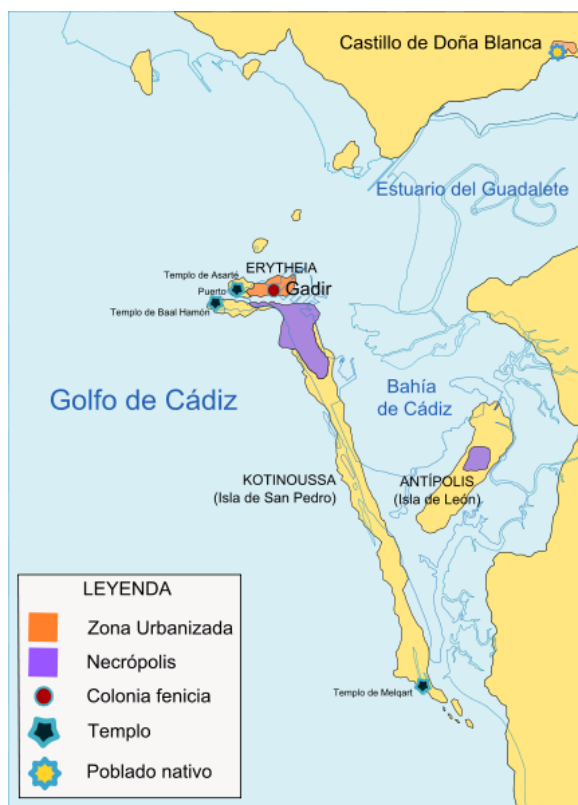 Castillo de Doña Blanca
Estuario del Guadalete
Templo de Asarté
ERYTHEIA
Puerto
Gadir
Templo de Baal Hamón
Golfo de Cádiz
Bahía
de Cádiz
KOTINOUSSA
(Isla de San Pedro)
ANTÍPOLIS
(Isla de León)
Templo de Melqart
LEYENDA
Zona Urbanizada
Necrópolis
Colonia fenicia
Templo
Poblado nativo